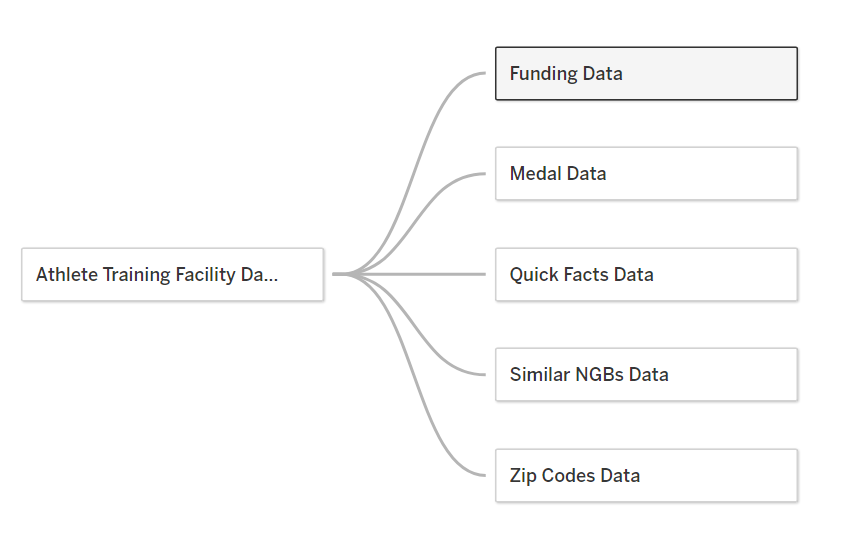 Funding Data
Medal Data
Athlete Training Facility Da...
Quick Facts Data
Similar NGBs Data
Zip Codes Data